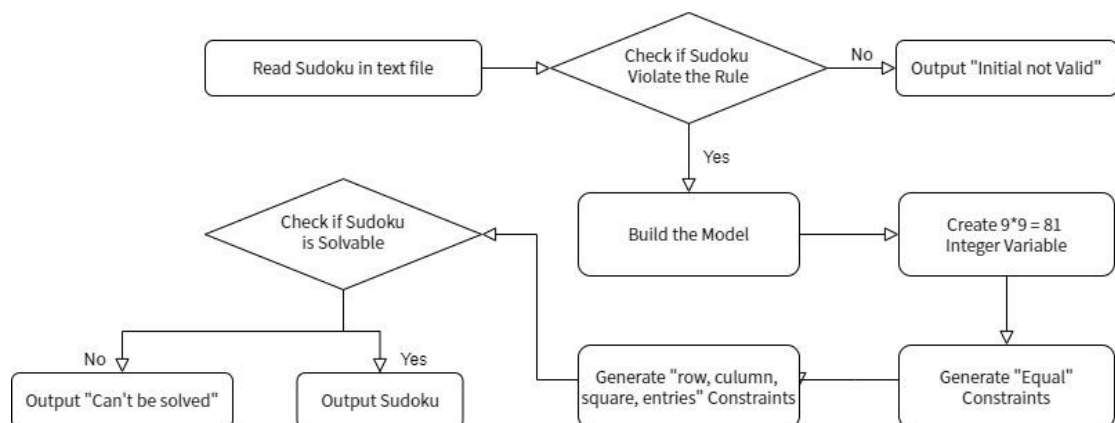 Read Sudoku in text file
Check if Sudoku
Violate the Rule
No
Output "Initial not Valid"
Yes
Check if Sudoku
is Solvable
Build the Model
Create 9*9 = 81
Integer Variable
No
Yes
Output "Can't be solved"
Output Sudoku
Generate "row, culumn,
square, entries" Constraints
Generate "Equal"
Constraints